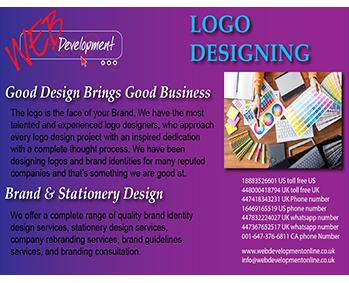 WEB
Development
LOGO
DESIGNING
Good Design Brings Good Business
The logo is the face of your Brand. We have the most
talented and experienced logo designers, who approach
every logo design project with an inspired dedication
with a complete thought process. We have been
designing logos and brand identities for many reputed
companies and that's something we are good at.
Brand & Stationery Design
We offer a complete range of quality brand identity
design services, stationery design services,
company rebranding services, brand guidelines
services, and branding consultation.
18883526601 US toll free US
448000418794 UK toll free UK
447418343231 UK Phone number
16469165519 US phone number
447832224027 UK whatsapp number
447367652517 UK whatsapp number
001-647-376-6811 CA phone Number
www.webdevelopmentonline.co.uk
info@webdevelopmentonline.co.uk